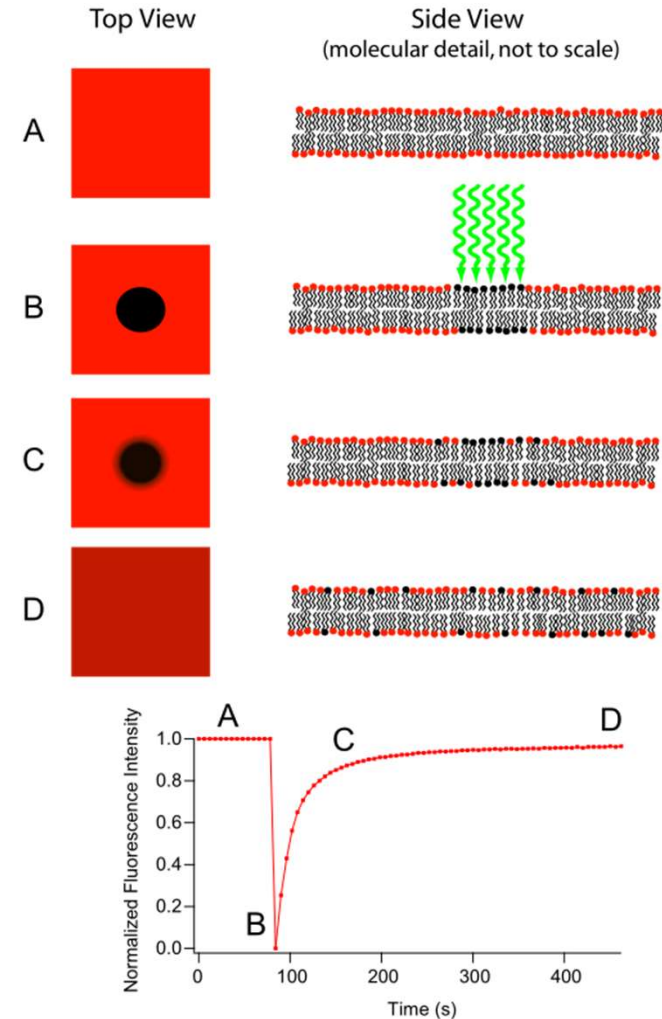 Top View
Side View
(molecular detail, not to scale)
A
B
C
D
Normalized Fluorescence Intensity
1.0
0.8
0.6
0.4
0.2
0.0
A
B
C
D
0 100 200 300 400
Time (s)